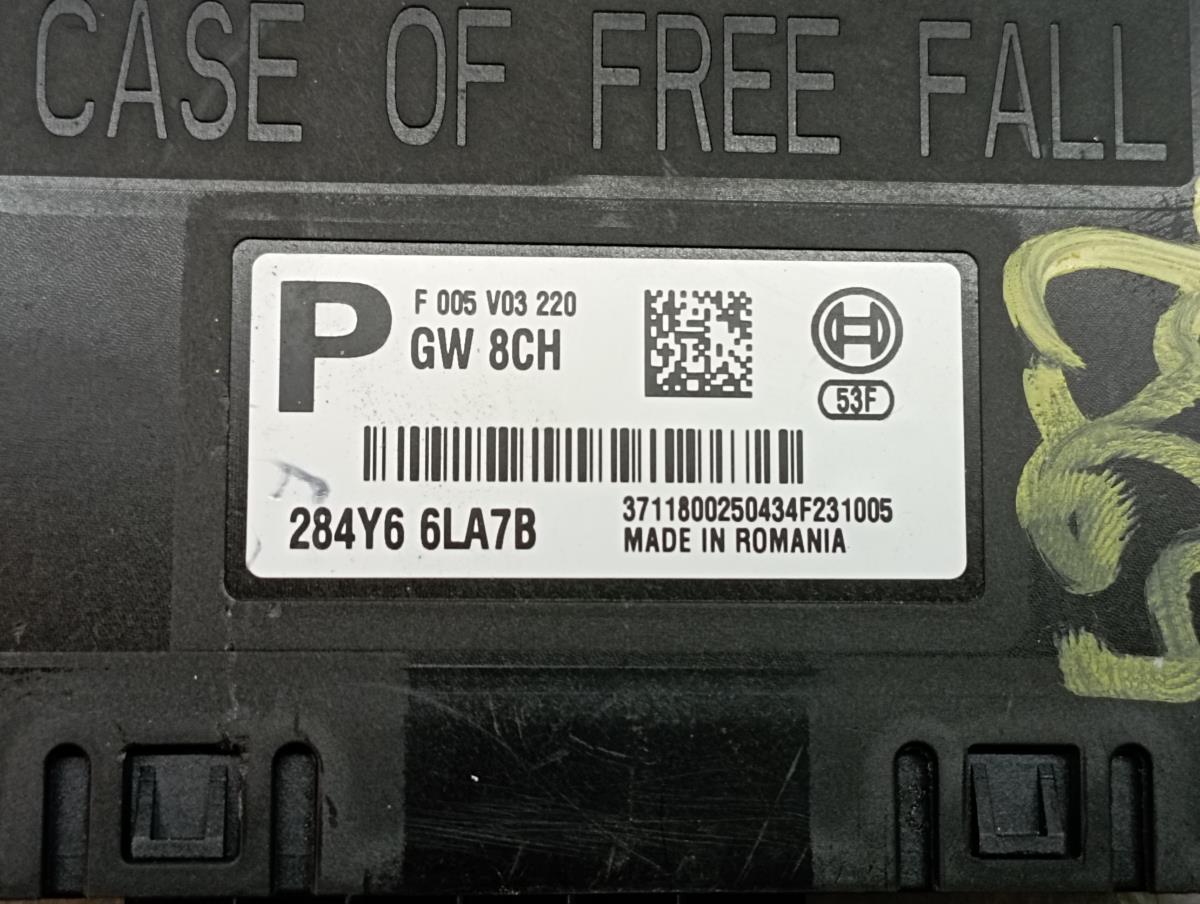 CASE OF FREE FALL
P
F 005 V03 220
GW 8CH
53F
284Y6 6LA7B
3711800250434F231005
MADE IN ROMANIA